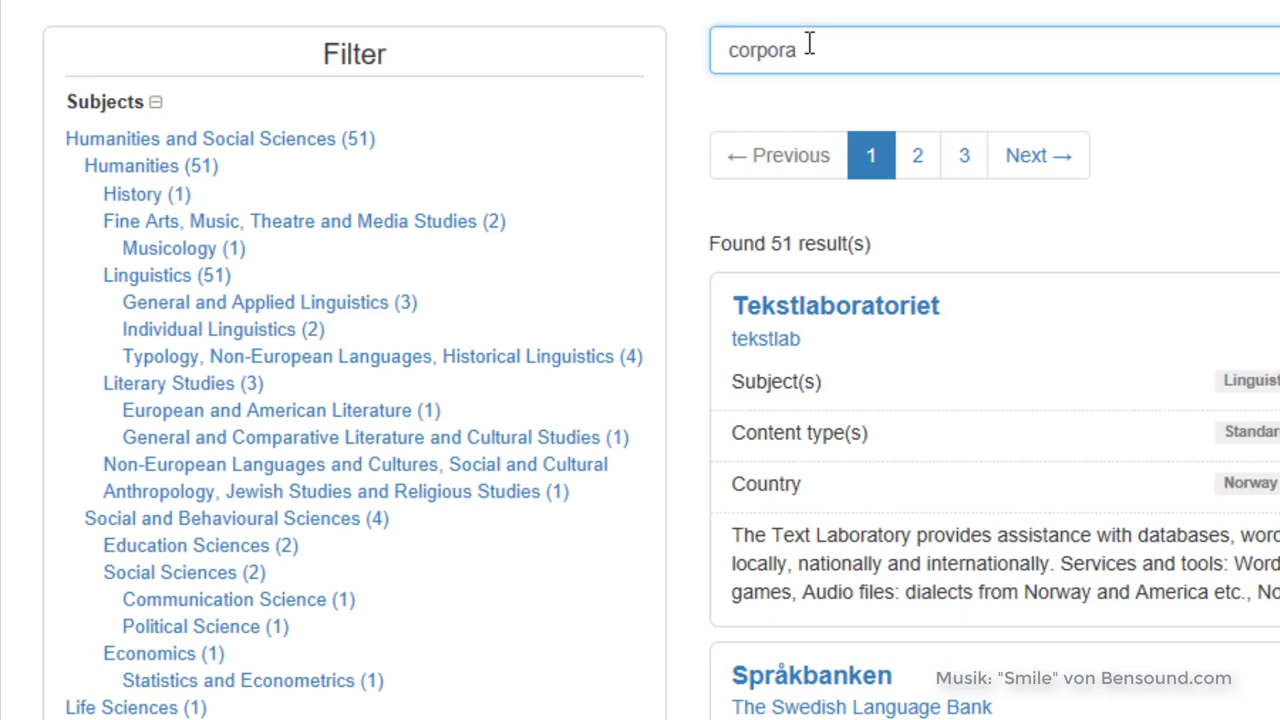 Filter
Subjects
Humanities and Social Sciences (51)
Humanities (51)
History (1)
Fine Arts, Music, Theatre and Media Studies (2)
Musicology (1)
Linguistics (51)
General and Applied Linguistics (3)
Individual Linguistics (2)
Typology, Non-European Languages, Historical Linguistics (4)
Literary Studies (3)
European and American Literature (1)
General and Comparative Literature and Cultural Studies (1)
Non-European Languages and Cultures, Social and Cultural
Anthropology, Jewish Studies and Religious Studies (1)
Social and Behavioural Sciences (4)
Education Sciences (2)
Social Sciences (2)
Communication Science (1)
Political Science (1)
Economics (1)
Statistics and Econometrics (1)
Life Sciences (1)
corpora
← Previous 1 2 3 Next →
Found 51 result(s)
Tekstlaboratoriet
tekstlab
Subject(s)
Content type(s)
Country Norway
The Text Laboratory provides assistance with databases,
locally, nationally and internationally. Services and tools:
games, Audio files: dialects from Norway and America etc.,
Språkbanken
The Swedish Language Bank
Musik: "Smile" von Bensound.com